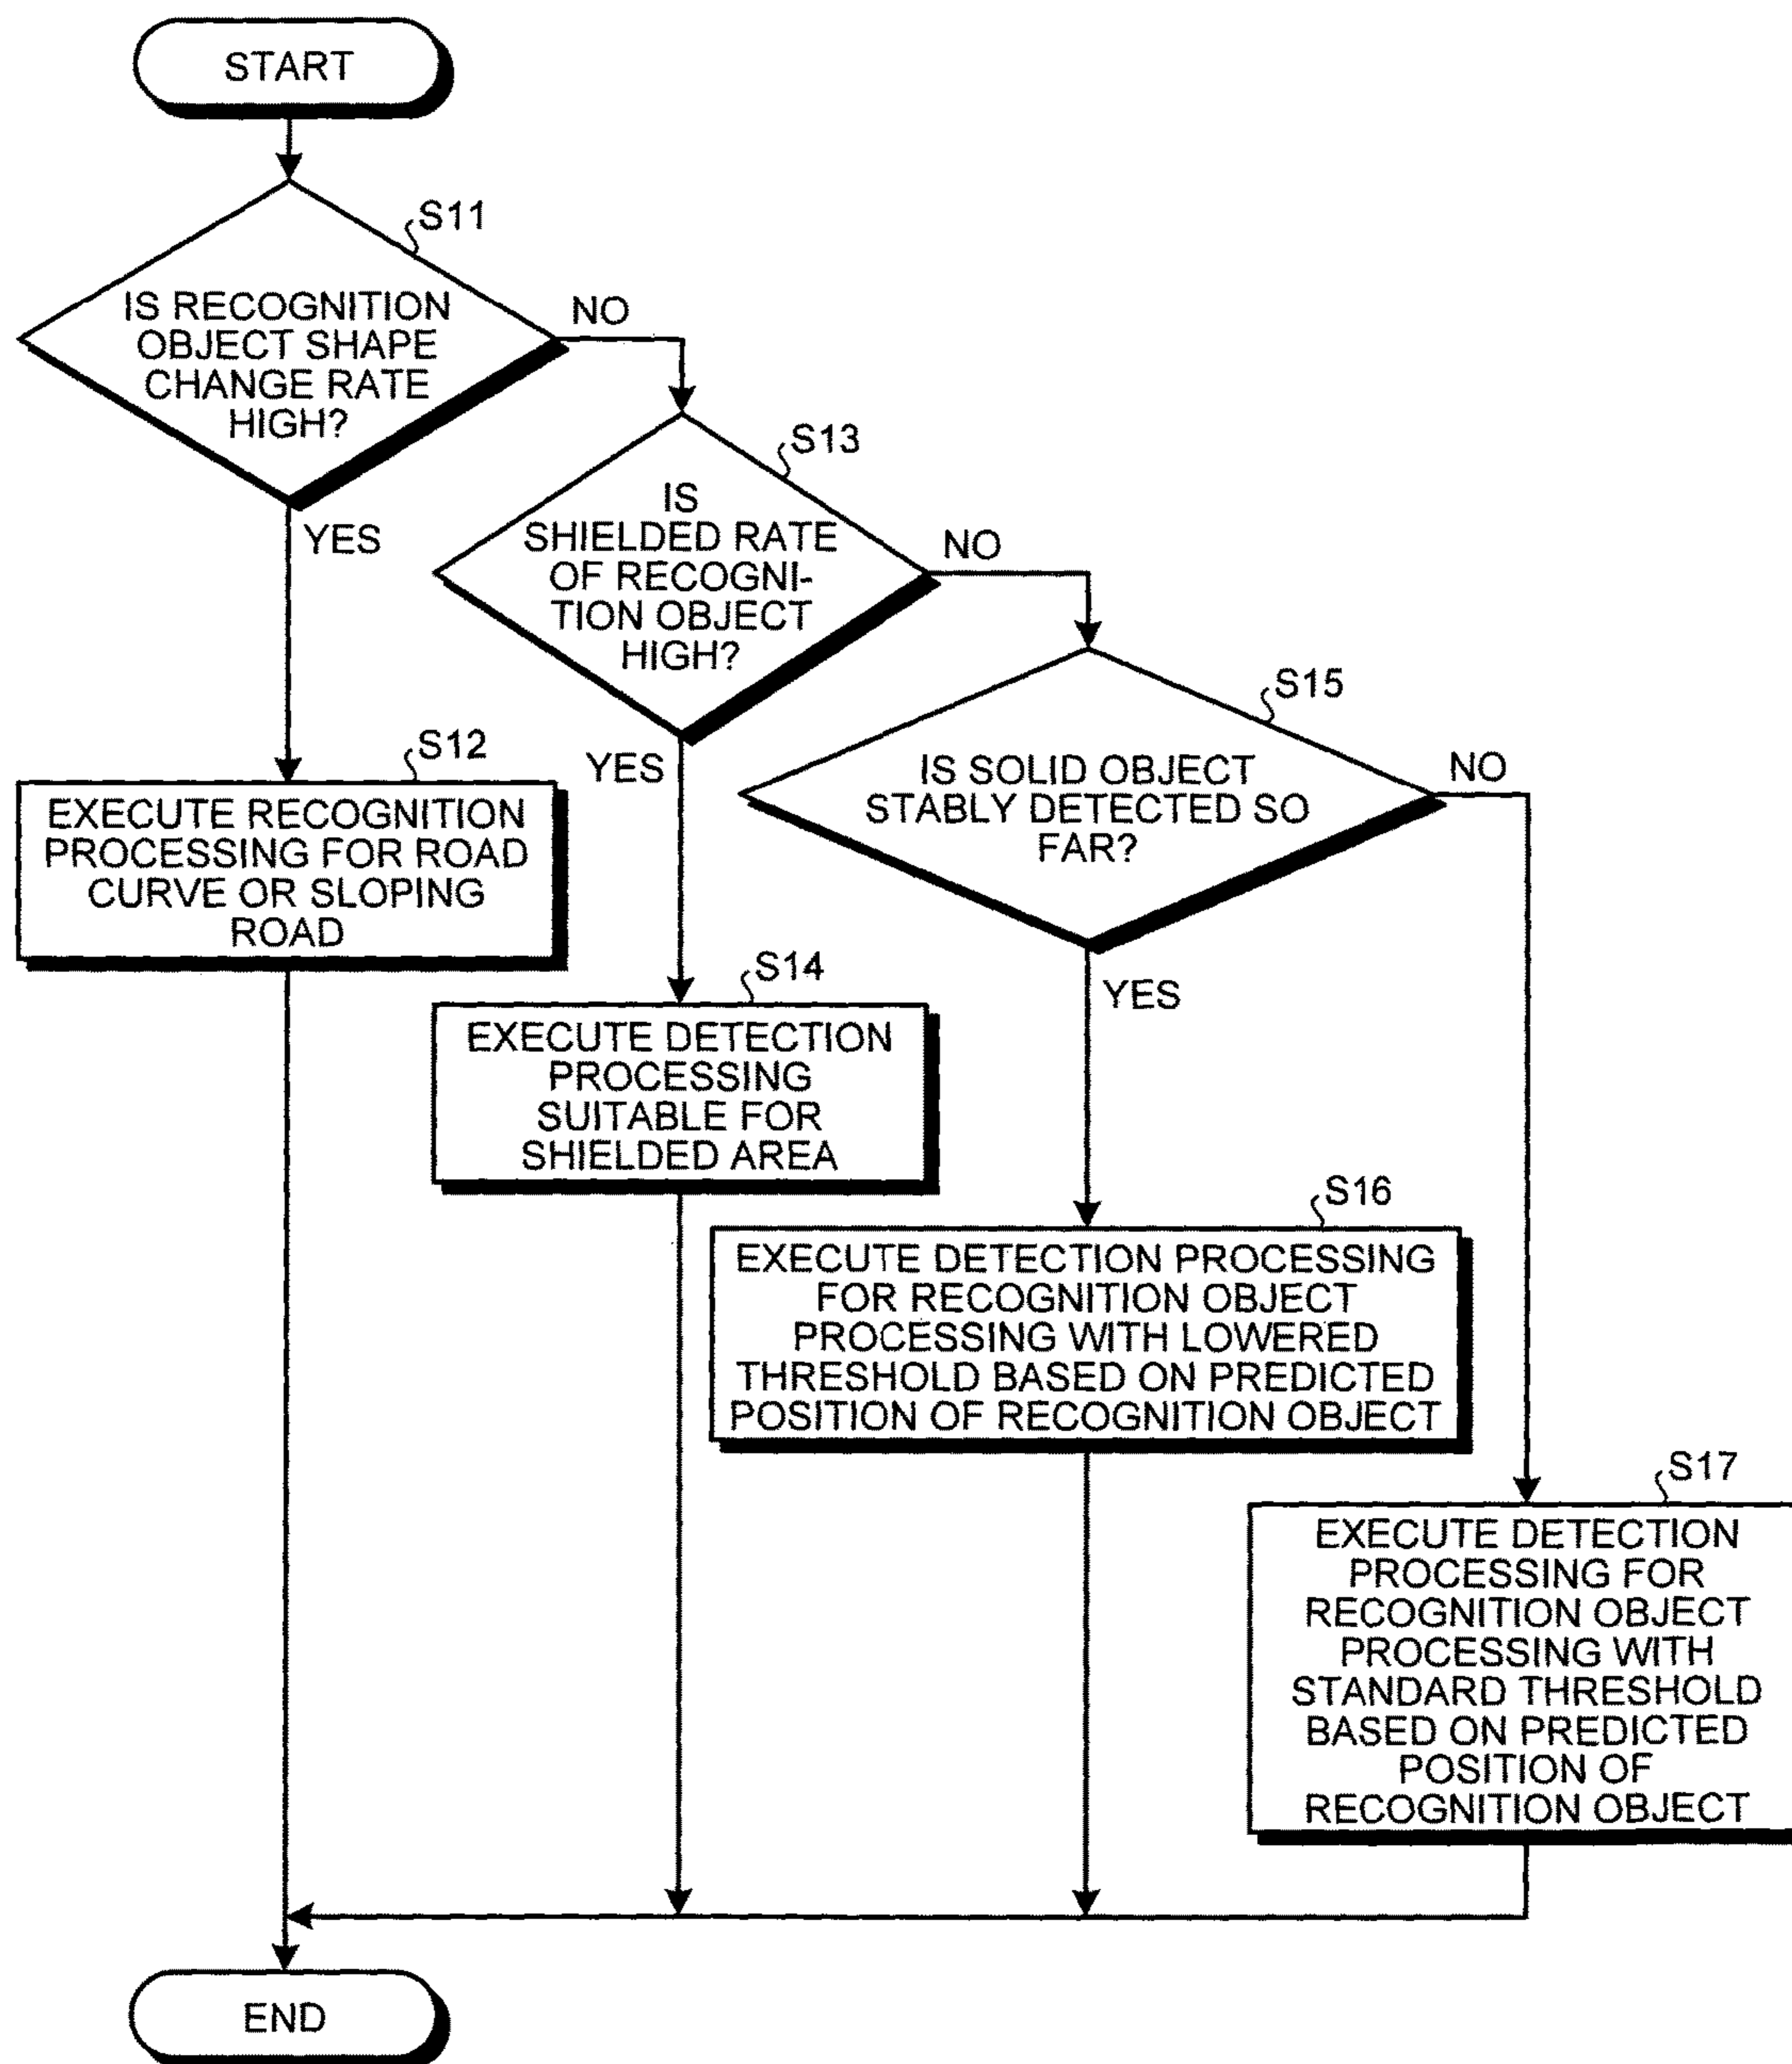 START
S11
IS RECOGNITION
OBJECT SHAPE
CHANGE RATE
HIGH?
NO
YES
S13
IS
SHIELDED RATE
OF RECOGNI-
TION OBJECT
HIGH?
NO
YES
S15
IS SOLID OBJECT
STABLY DETECTED SO
FAR?
NO
YES
S12
EXECUTE RECOGNITION
PROCESSING FOR ROAD
CURVE OR SLOPING
ROAD
S14
EXECUTE DETECTION
PROCESSING
SUITABLE FOR
SHIELDED AREA
S16
EXECUTE DETECTION PROCESSING
FOR RECOGNITION OBJECT
PROCESSING WITH LOWERED
THRESHOLD BASED ON PREDICTED
POSITION OF RECOGNITION OBJECT
S17
EXECUTE DETECTION
PROCESSING FOR
RECOGNITION OBJECT
PROCESSING WITH
STANDARD THRESHOLD
BASED ON PREDICTED
POSITION OF
RECOGNITION OBJECT
END